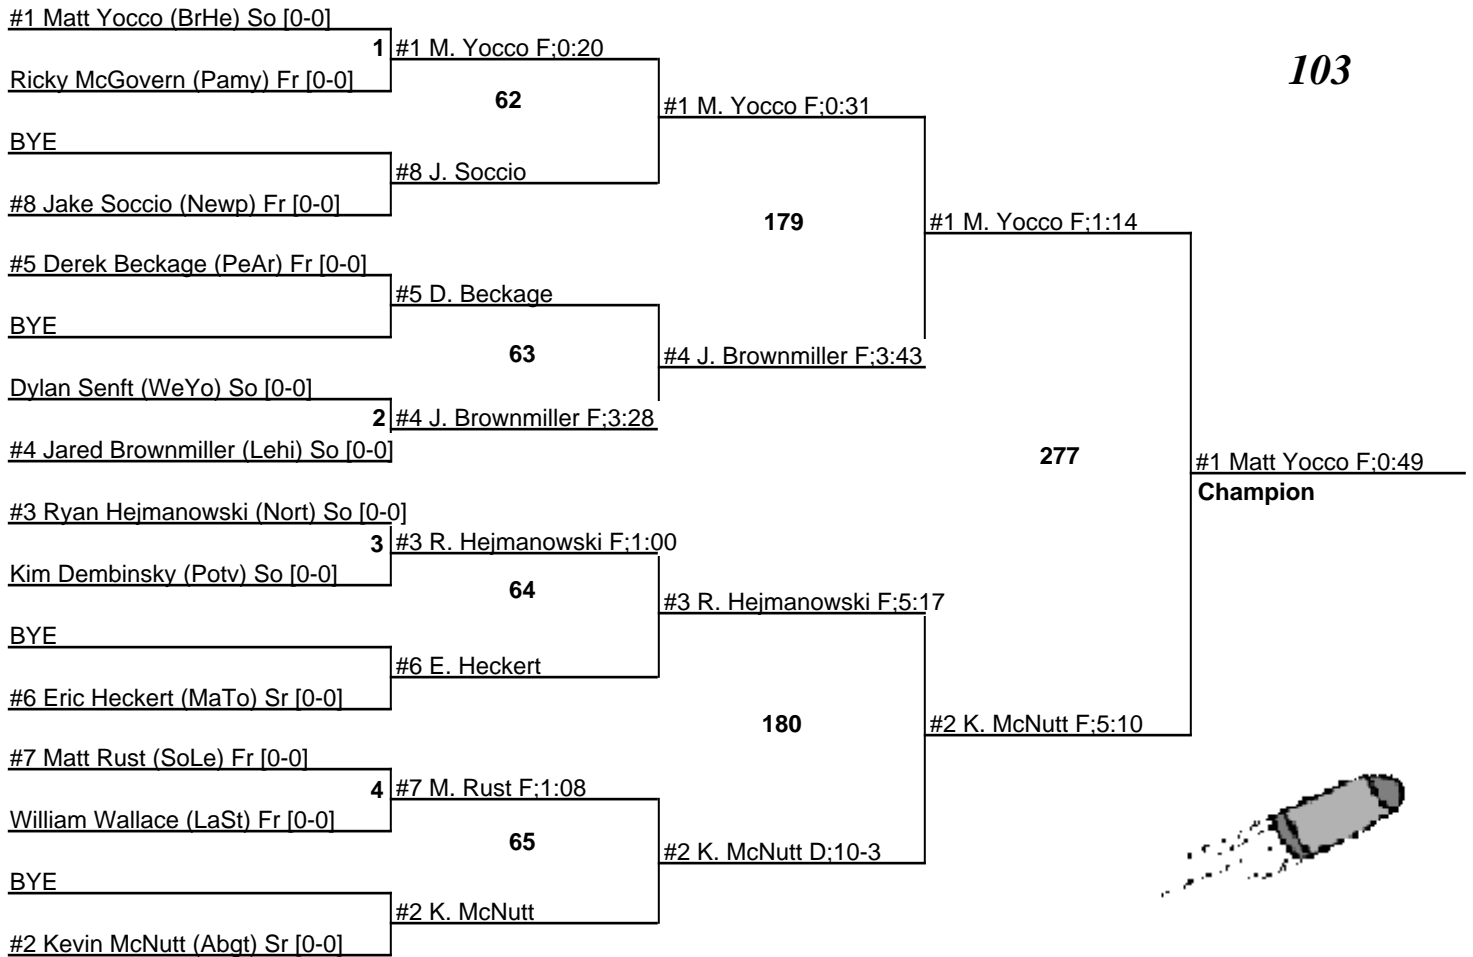 #1 Matt Yocco (BrHe) So [0-0]
1 #1 M. Yocco F;0:20
Ricky McGovern (Pamy) Fr [0-0]
103
62
#1 M. Yocco F;0:31
BYE
#8 J. Soccio
#8 Jake Soccio (Newp) Fr [0-0]
179
#1 M. Yocco F;1:14
#5 Derek Beckage (PeAr) Fr [0-0]
#5 D. Beckage
BYE
63
#4 J. Brownmiller F;3:43
Dylan Senft (WeYo) So [0-0]
2 #4 J. Brownmiller F;3:28
#4 Jared Brownmiller (Lehi) So [0-0]
277
#1 Matt Yocco F;0:49
Champion
#3 Ryan Hejmanowski (Nort) So [0-0]
3 #3 R. Hejmanowski F;1:00
Kim Dembinsky (Potv) So [0-0]
64
#3 R. Hejmanowski F;5:17
BYE
#6 E. Heckert
#6 Eric Heckert (MaTo) Sr [0-0]
180
#2 K. McNutt F;5:10
#7 Matt Rust (SoLe) Fr [0-0]
4 #7 M. Rust F;1:08
William Wallace (LaSt) Fr [0-0]
65
#2 K. McNutt D;10-3
BYE
#2 K. McNutt
#2 Kevin McNutt (Abgt) Sr [0-0]